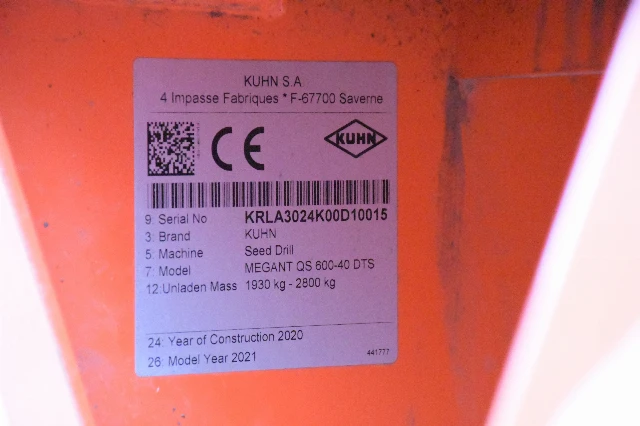 KUHN S.A.
4 Impasse Fabriques * F-67700 Saverne
CE
KUHN
9: Serial No KRLA3024K00D10015
3: Brand KUHN
5: Machine Seed Drill
7: Model MEGANT QS 600-40 DTS
12: Unladen Mass 1930 kg - 2800 kg
24: Year of Construction 2020
26: Model Year 2021
441777